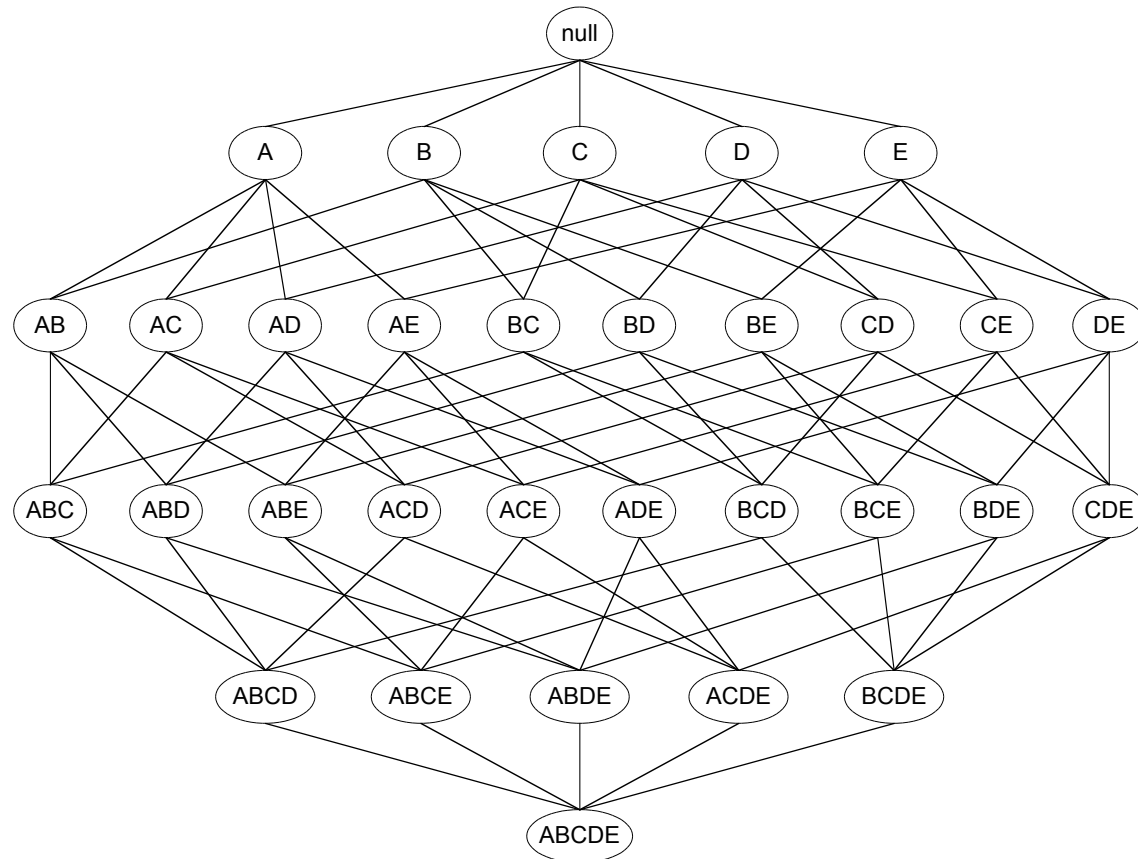 null
A B C D E
AB AC AD AE BC BD BE CD CE DE
ABC ABD ABE ACD ACE ADE BCD BCE BDE CDE
ABCD ABCE ABDE ACDE BCDE
ABCDE